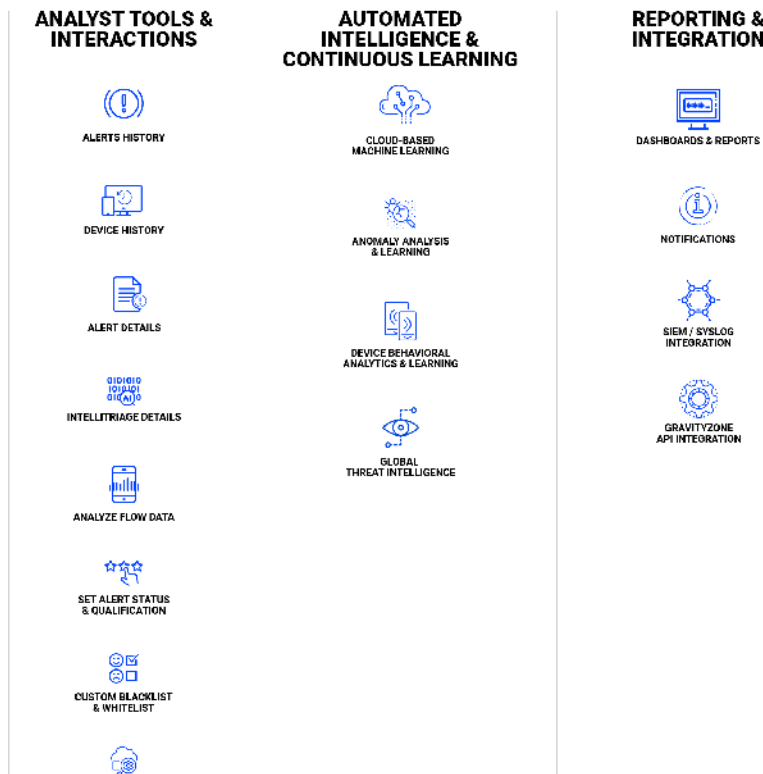 ANALYST TOOLS &
INTERACTIONS
ALERTS HISTORY
DEVICE HISTORY
ALERT DETAILS
01010110
AI
INTELLITRIAGE DETAILS
ANALYZE FLOW DATA
SET ALERT STATUS
& QUALIFICATION
CUSTOM BLACKLIST
& WHITELIST
AUTOMATED
INTELLIGENCE &
CONTINUOUS LEARNING
CLOUD-BASED
MACHINE LEARNING
ANOMALY ANALYSIS
& LEARNING
DEVICE BEHAVIORAL
ANALYTICS & LEARNING
GLOBAL
THREAT INTELLIGENCE
REPORTING &
INTEGRATION
DASHBOARDS & REPORTS
NOTIFICATIONS
SIEM / SYSLOG
INTEGRATION
GRAVITYZONE
API INTEGRATION